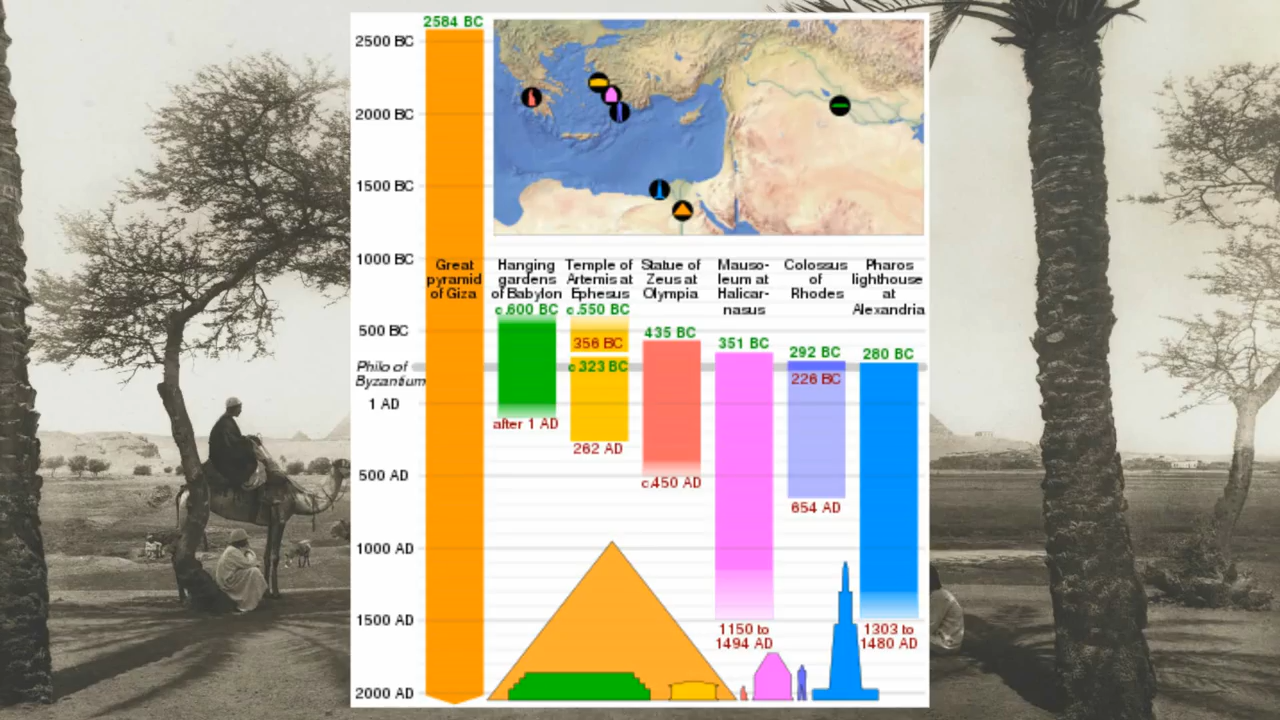 2584 BC
2500 BC
2000 BC
1500 BC
1000 BC
Great
pyramid
of Giza
Hanging
gardens
of Babylon
c.600 BC
Temple of
Artemis at
Ephesus
c.550 BC
Statue of
Zeus at
Olympia
Mauso-
leum at
Halicar-
nasus
Colossus
of
Rhodes
Pharos
lighthouse
at
Alexandria
500 BC
356 BC
435 BC
351 BC
292 BC
280 BC
Philo of
Byzantium
c.323 BC
226 BC
1 AD
after 1 AD
262 AD
500 AD
c.450 AD
654 AD
1000 AD
1500 AD
1150 to
1494 AD
1303 to
1480 AD
2000 AD